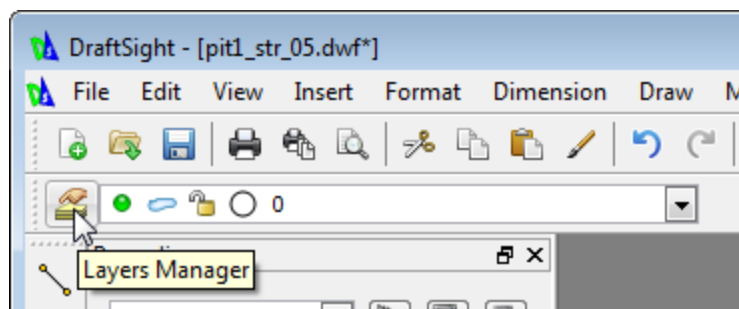 DraftSight - [pit1_str_05.dwf*]
File Edit View Insert Format Dimension Draw
0
Layers Manager